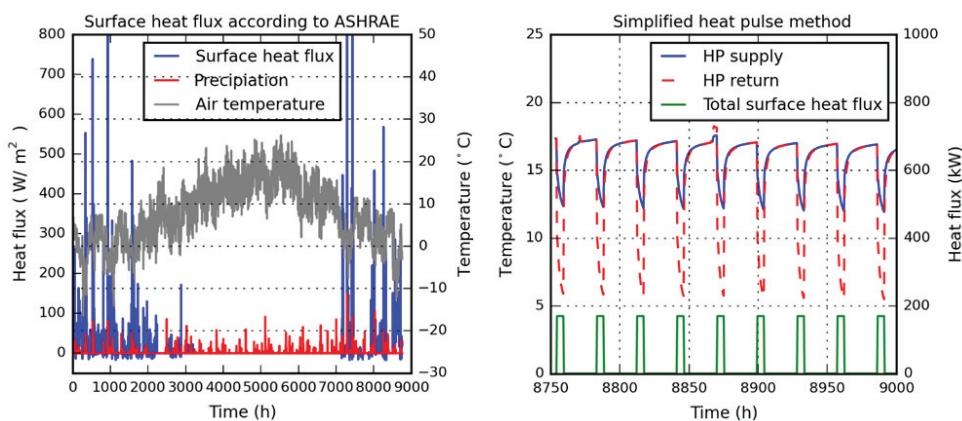 Surface heat flux according to ASHRAE
800
700
600
500
400
300
200
100
0
Heat flux ( W/ m²)
Surface heat flux
Precipiation
Air temperature
50
40
30
20
10
0
−10
−20
−30
Temperature ( ° C)
0 1000 2000 3000 4000 5000 6000 7000 8000 9000
Time (h)
Simplified heat pulse method
25
20
15
10
5
0
Temperature ( ° C)
HP supply
HP return
Total surface heat flux
1000
800
600
400
200
0
Heat flux (kW)
8750 8800 8850 8900 8950 9000
Time (h)